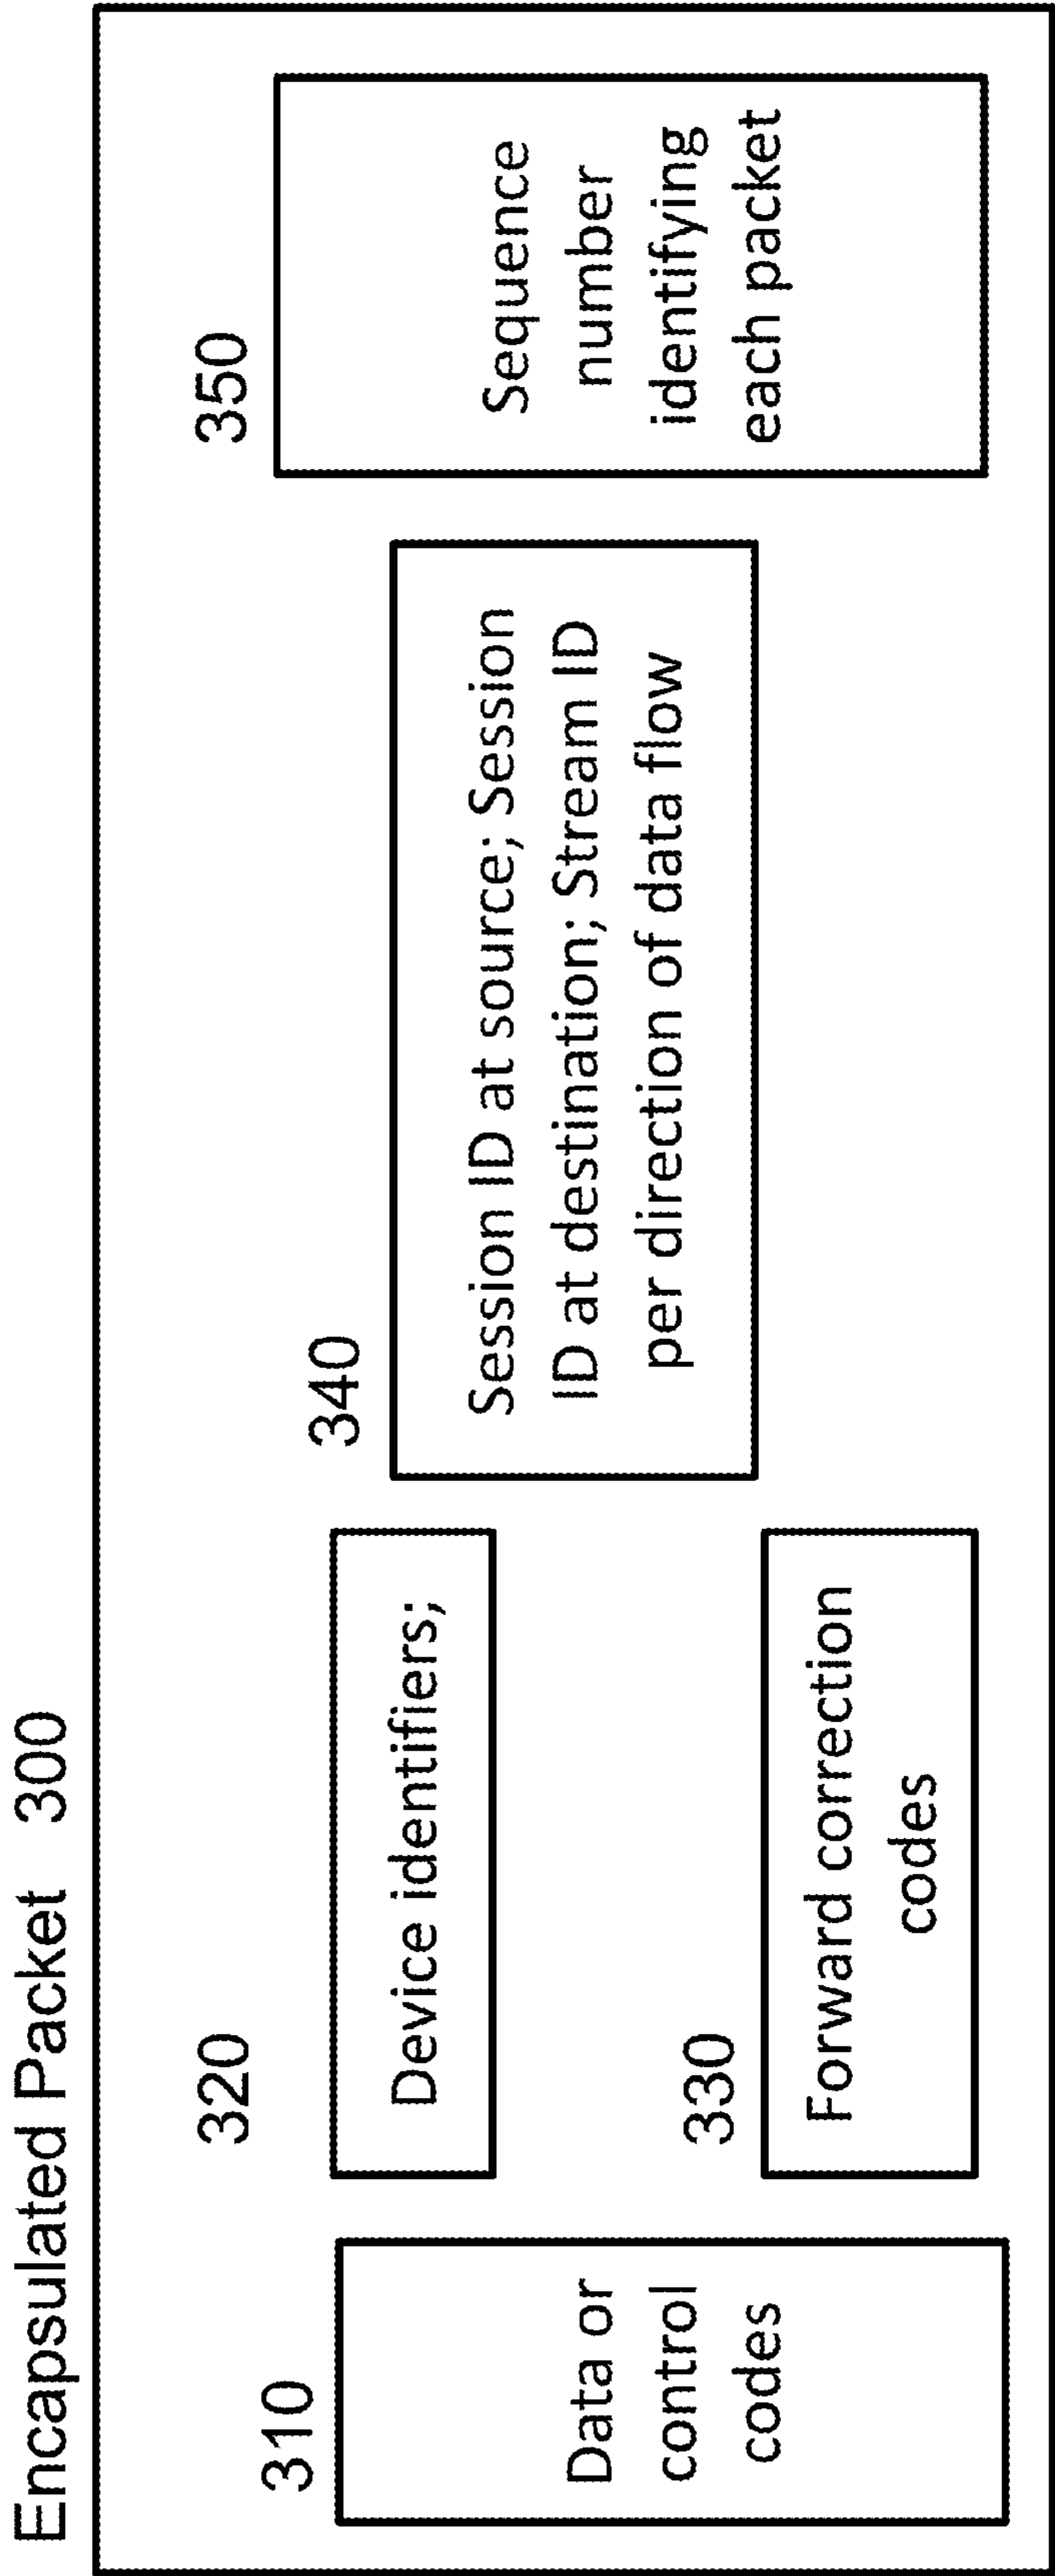 Encapsulated Packet 300
310
Data or
control
codes
320
Device identifiers;
330
Forward correction
codes
340
Session ID at source; Session
ID at destination; Stream ID
per direction of data flow
350
Sequence
number
identifying
each packet